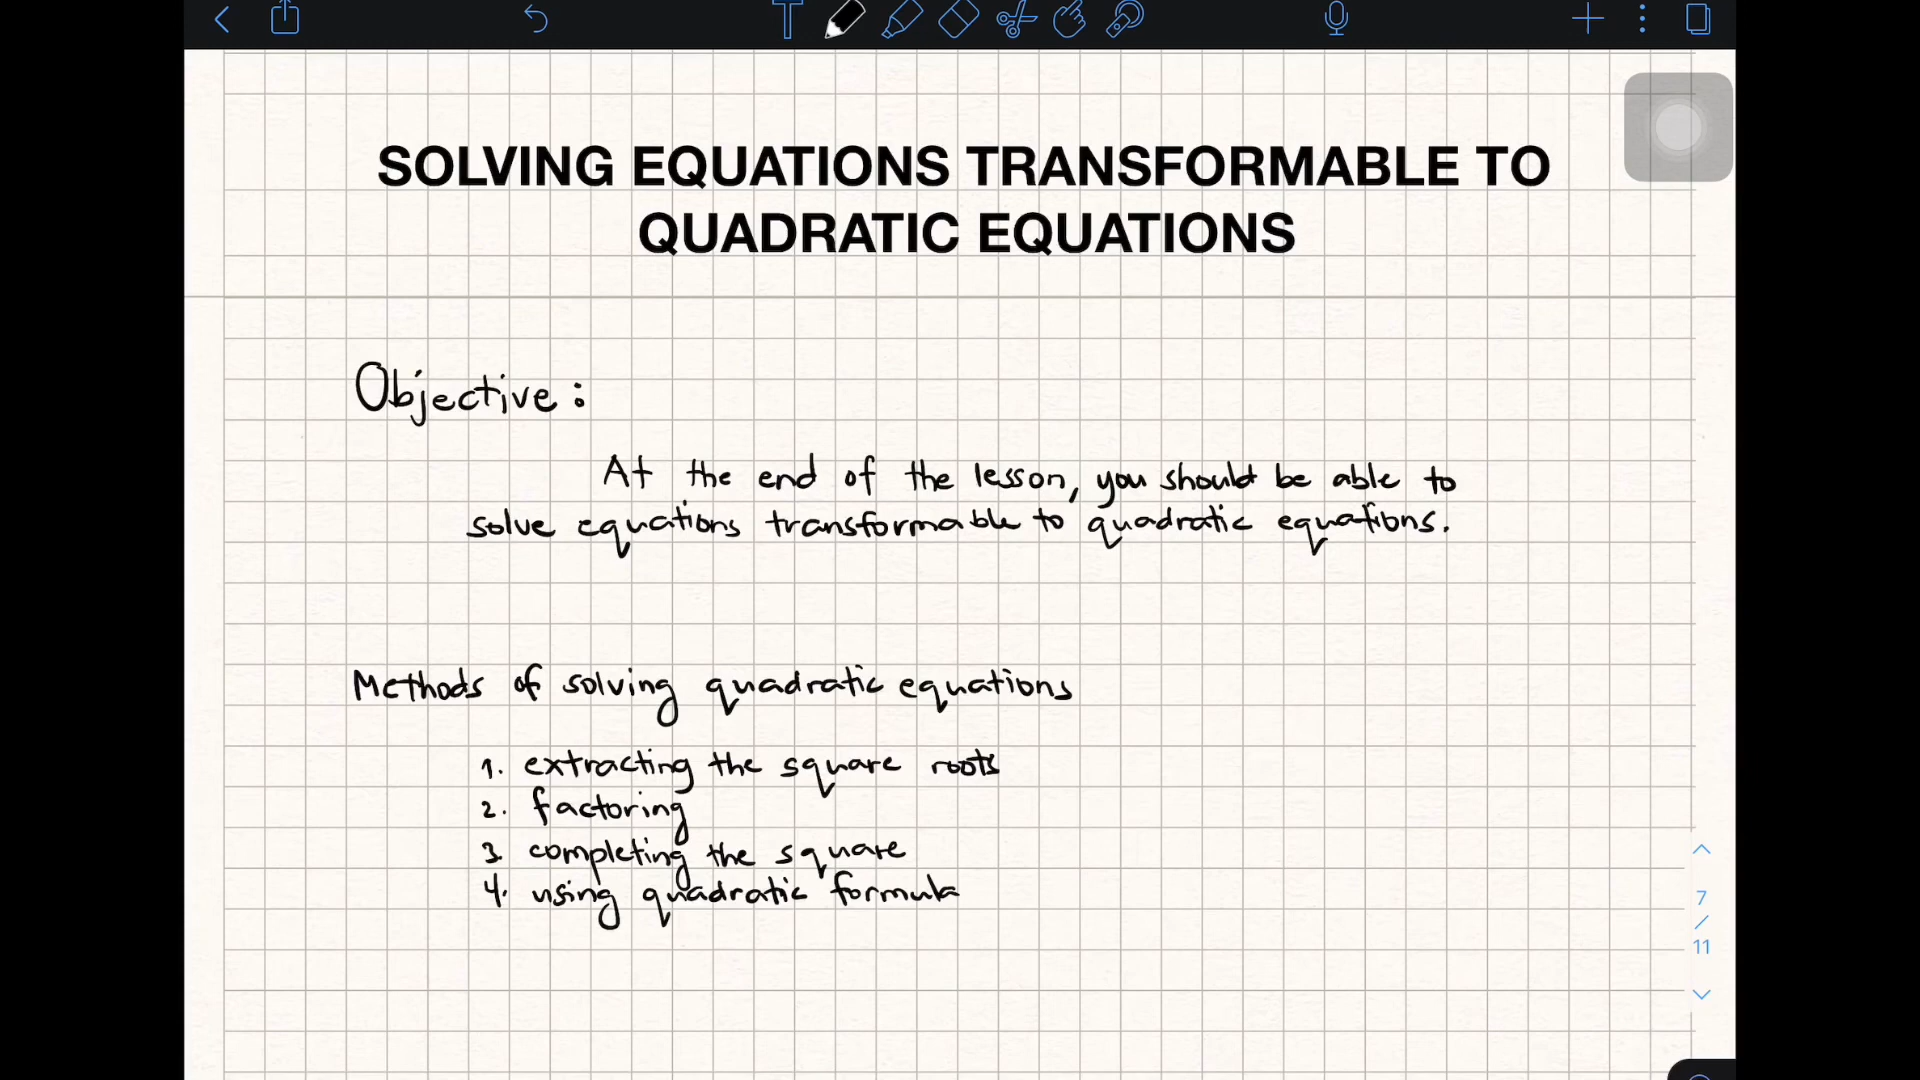 SOLVING EQUATIONS TRANSFORMABLE TO
QUADRATIC EQUATIONS
Objective :
At the end of the lesson, you should be able to
solve equations transformable to quadratic equations.
Methods of solving quadratic equations
1. extracting the square roots
2. factoring
3. completing the square
4. using quadratic formula
7
/
11